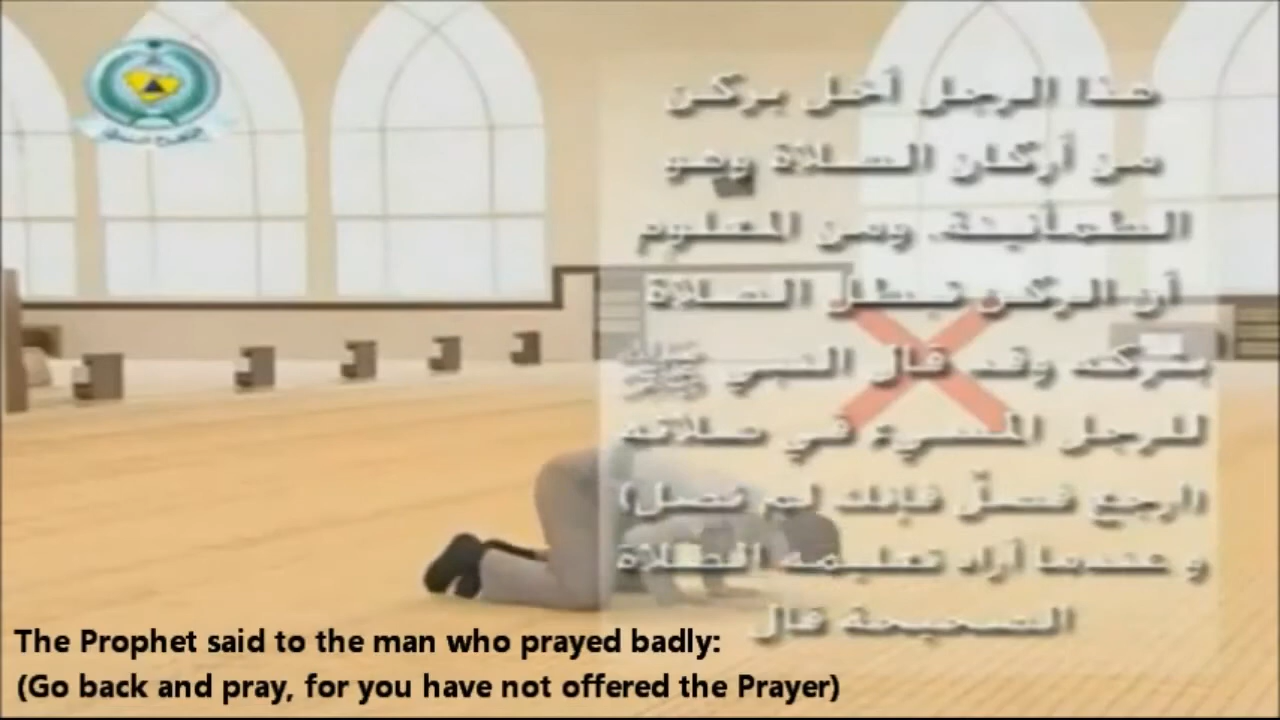 هذا الرجل أخل بركن
من أركان الصلاة وهو
الطمأنينة. ومن المعلوم
أن الركن تبطل الصلاة
بتركه وقد قال النبي ﷺ
للرجل المسيء في صلاته
(ارجع فصلّ فإنك لم تصل)
و عندما أراد تعليمه الصلاة
الصحيحة قال
The Prophet said to the man who prayed badly:
(Go back and pray, for you have not offered the Prayer)